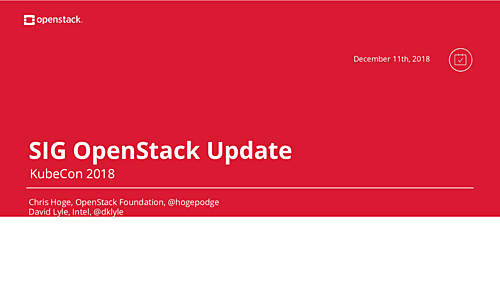 openstack.
December 11th, 2018
SIG OpenStack Update
KubeCon 2018
Chris Hoge, OpenStack Foundation, @hogepodge
David Lyle, Intel, @dklyle